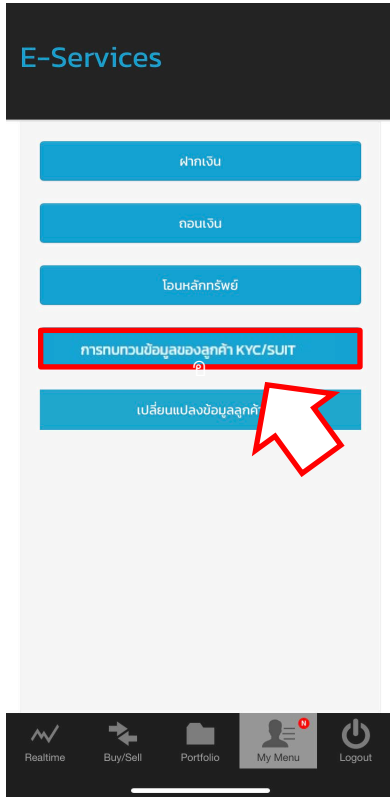 E-Services
ฝากเงิน
ถอนเงิน
โอนหลักทรัพย์
การทบทวนข้อมูลของลูกค้า KYC/SUIT
เปลี่ยนแปลงข้อมูลลูกค้า
N
Realtime Buy/Sell Portfolio My Menu Logout